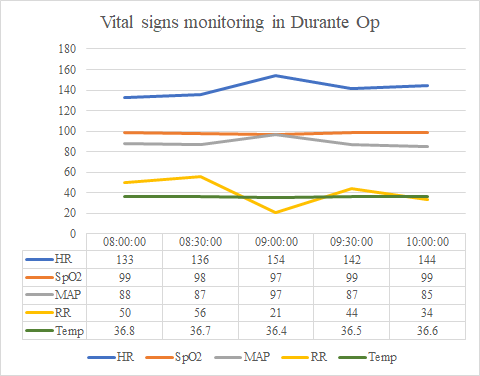 Vital signs monitoring in Durante Op
180
160
140
120
100
80
60
40
20
0
08:00:00 08:30:00 09:00:00 09:30:00 10:00:00
HR 133 136 154 142 144
SpO2 99 98 97 99 99
MAP 88 87 97 87 85
RR 50 56 21 44 34
Temp 36.8 36.7 36.4 36.5 36.6
HR SpO2 MAP RR Temp